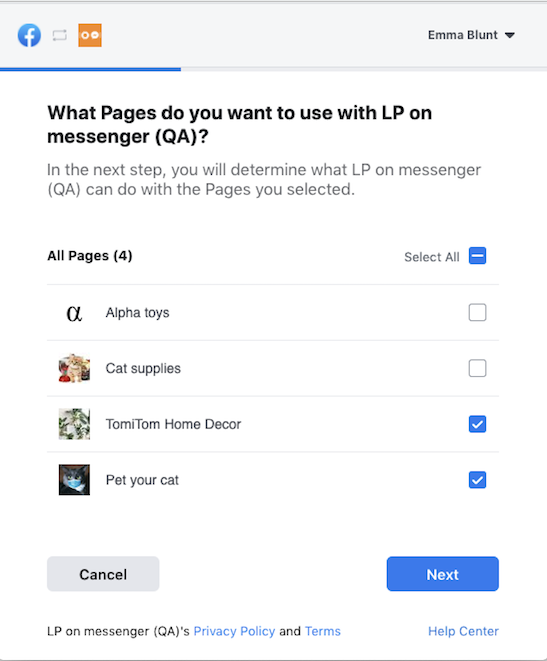 Emma Blunt
What Pages do you want to use with LP on
messenger (QA)?
In the next step, you will determine what LP on messenger
(QA) can do with the Pages you selected.
All Pages (4)
Select All
α
Alpha toys
Cat supplies
TomiTom Home Decor
Pet your cat
Cancel
Next
LP on messenger (QA)'s Privacy Policy and Terms
Help Center